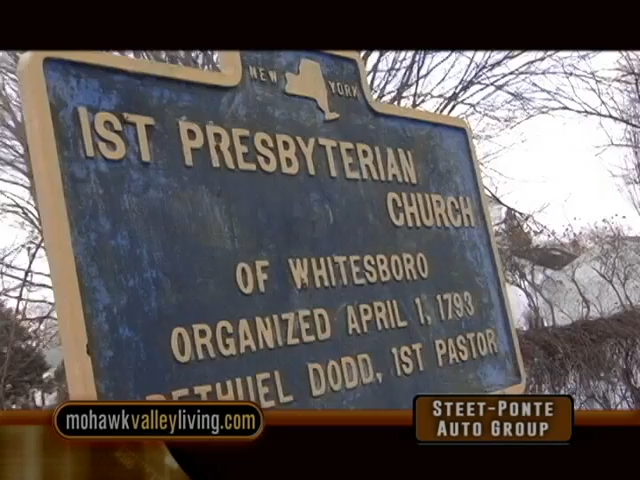 NEW YORK
1ST PRESBYTERIAN
CHURCH
OF WHITESBORO
ORGANIZED APRIL 1, 1793
BETHUEL DODD, 1ST PASTOR
mohawkvalleyliving.com
STEET-PONTE
AUTO GROUP